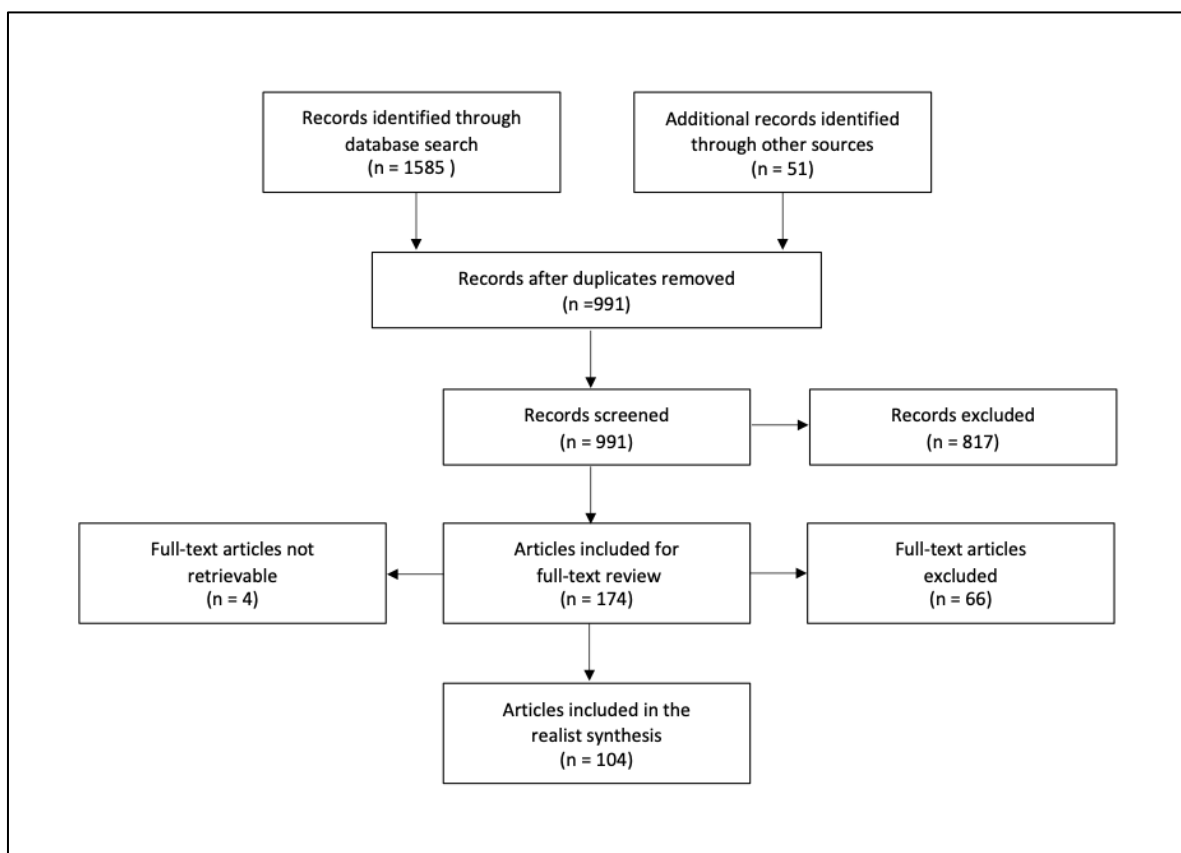 Records identified through
database search
(n = 1585 )
Additional records identified
through other sources
(n = 51)
Records after duplicates removed
(n =991)
Records screened
(n = 991)
Records excluded
(n = 817)
Full-text articles not
retrievable
(n = 4)
Articles included for
full-text review
(n = 174)
Full-text articles
excluded
(n = 66)
Articles included in the
realist synthesis
(n = 104)